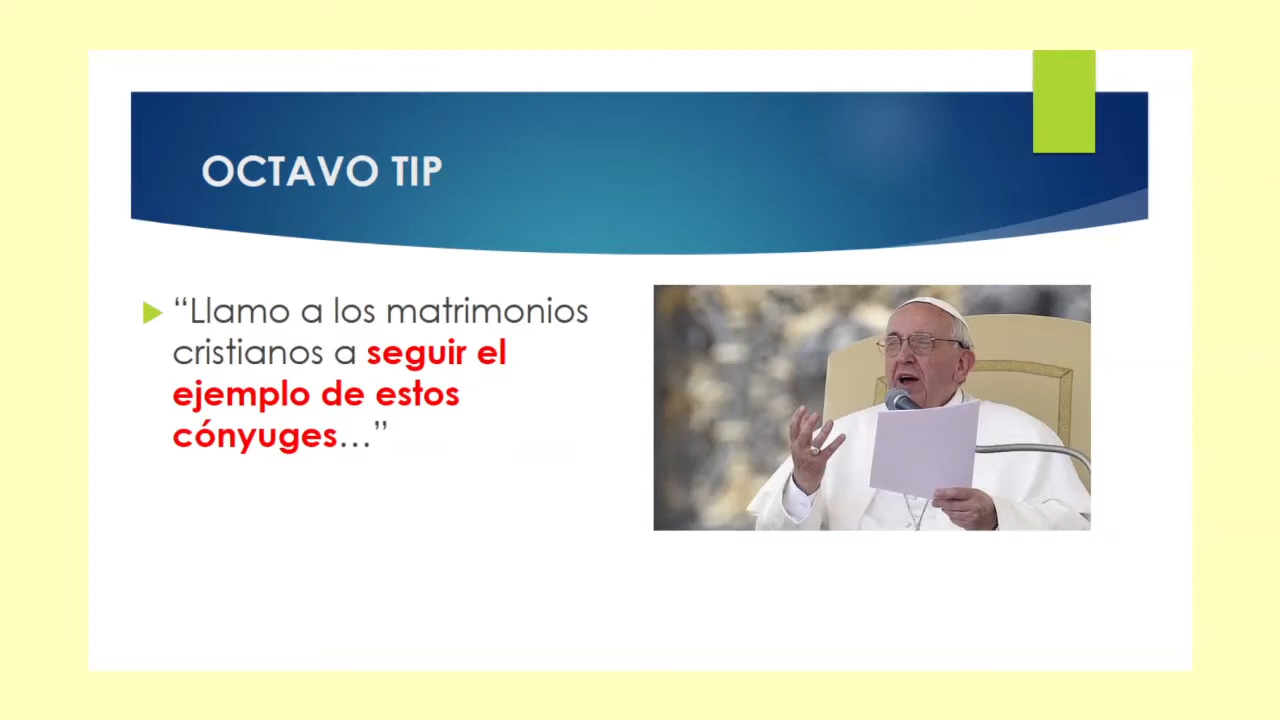 OCTAVO TIP
“Llamo a los matrimonios
cristianos a seguir el
ejemplo de estos
cónyuges…”